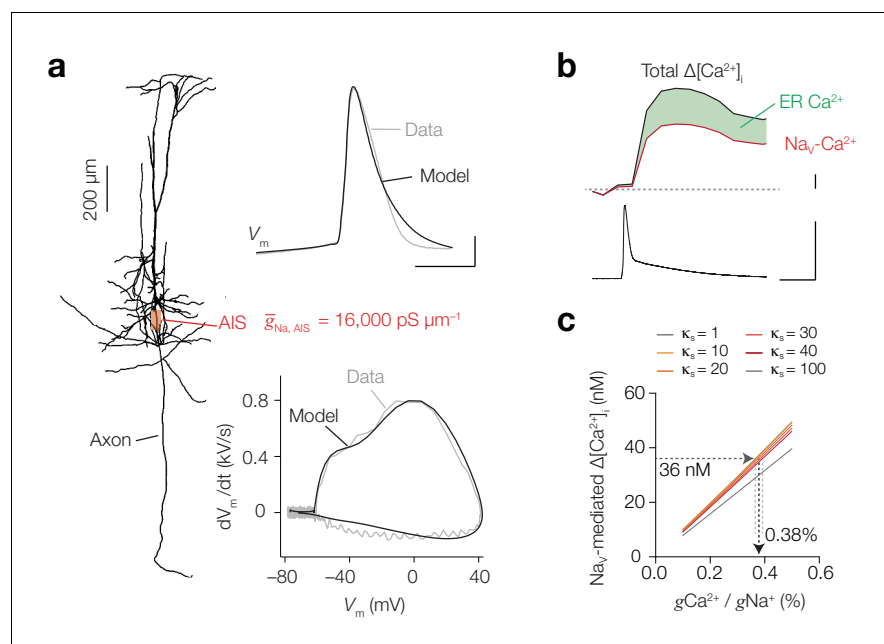 a
200 µm
Data
Model
Vm
AIS g̅Na, AIS = 16,000 pS µm⁻¹
Axon
Data
Model
dVm/dt (kV/s)
0.8
0.4
0
−80
−40
0
40
Vm (mV)
b
Total Δ[Ca²⁺]i
ER Ca²⁺
NaV-Ca²⁺
c
κs = 1
κs = 30
κs = 10
κs = 40
κs = 20
κs = 100
NaV-mediated Δ[Ca²⁺]i (nM)
60
40
20
0
36 nM
0.38%
0.0
0.2
0.4
0.6
gCa²⁺ / gNa⁺ (%)